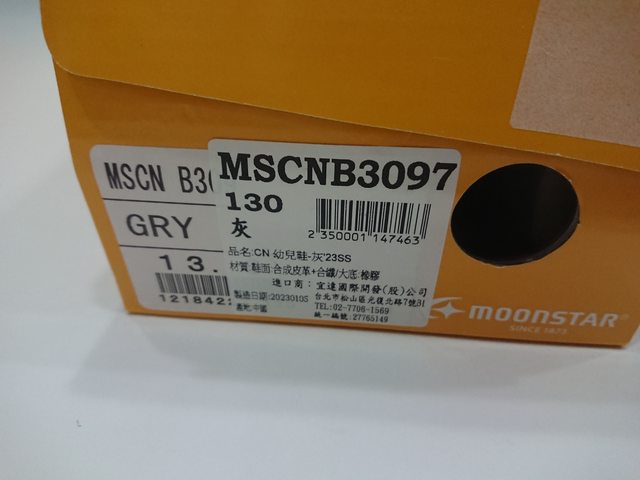 MSCN B30
GRY
13.
1218422
MSCNB3097
130
灰
2 350001 147463
品名:CN 幼兒鞋-灰'23SS
材質:鞋面:合成皮革+合纖/大底:橡膠
進口商:宜達國際開發(股)公司
製造日期:20230105
台北市松山區光復北路7號3l
TEL:02-7706-1569
產地:中國
統一編號:27765149
MOONSTAR
SINCE 1873